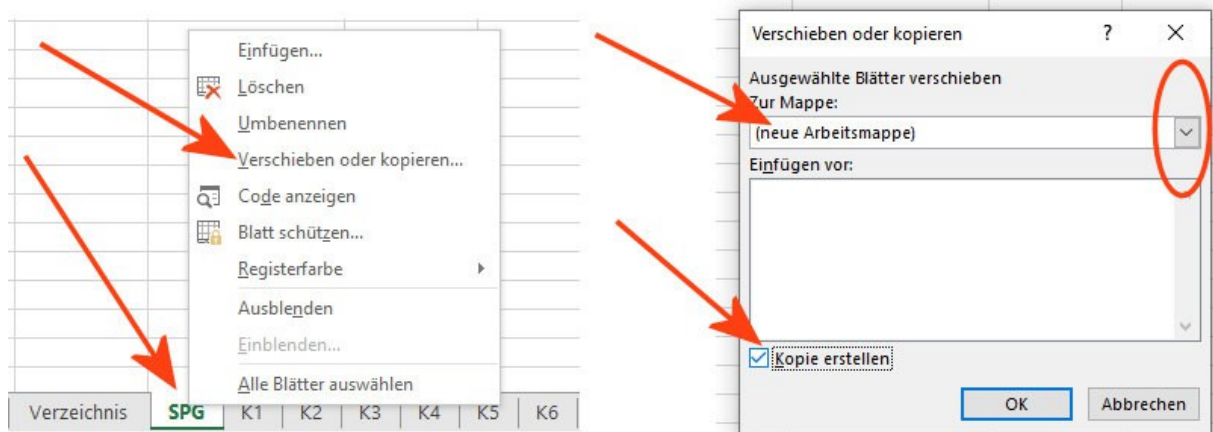 Einfügen...
Löschen
Umbenennen
Verschieben oder kopieren...
Code anzeigen
Blatt schützen...
Registerfarbe
Ausblenden
Einblenden...
Alle Blätter auswählen
Verzeichnis SPG K1 K2 K3 K4 K5 K6
Verschieben oder kopieren ?
Ausgewählte Blätter verschieben
Zur Mappe:
(neue Arbeitsmappe)
Einfügen vor:
Kopie erstellen
OK Abbrechen